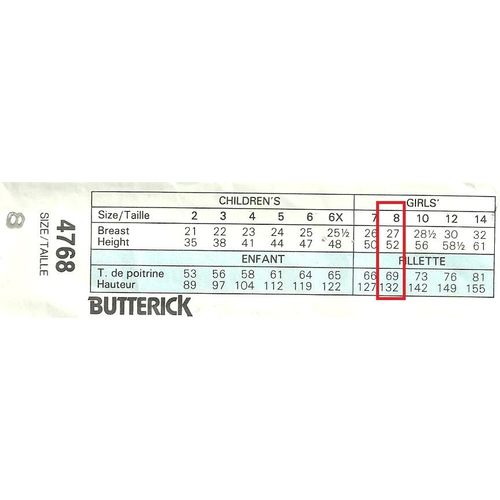 CHILDREN'S GIRLS'
Size/Taille 2 3 4 5 6 6X 7 8 10 12 14
Breast 21 22 23 24 25 25½ 26 27 28½ 30 32
Height 35 38 41 44 47 48 50 52 56 58½ 61
ENFANT FILLETTE
T. de poitrine 53 56 58 61 64 65 66 69 73 76 81
Hauteur 89 97 104 112 119 122 127 132 142 149 155
BUTTERICK
4768
SIZE/TAILLE
8